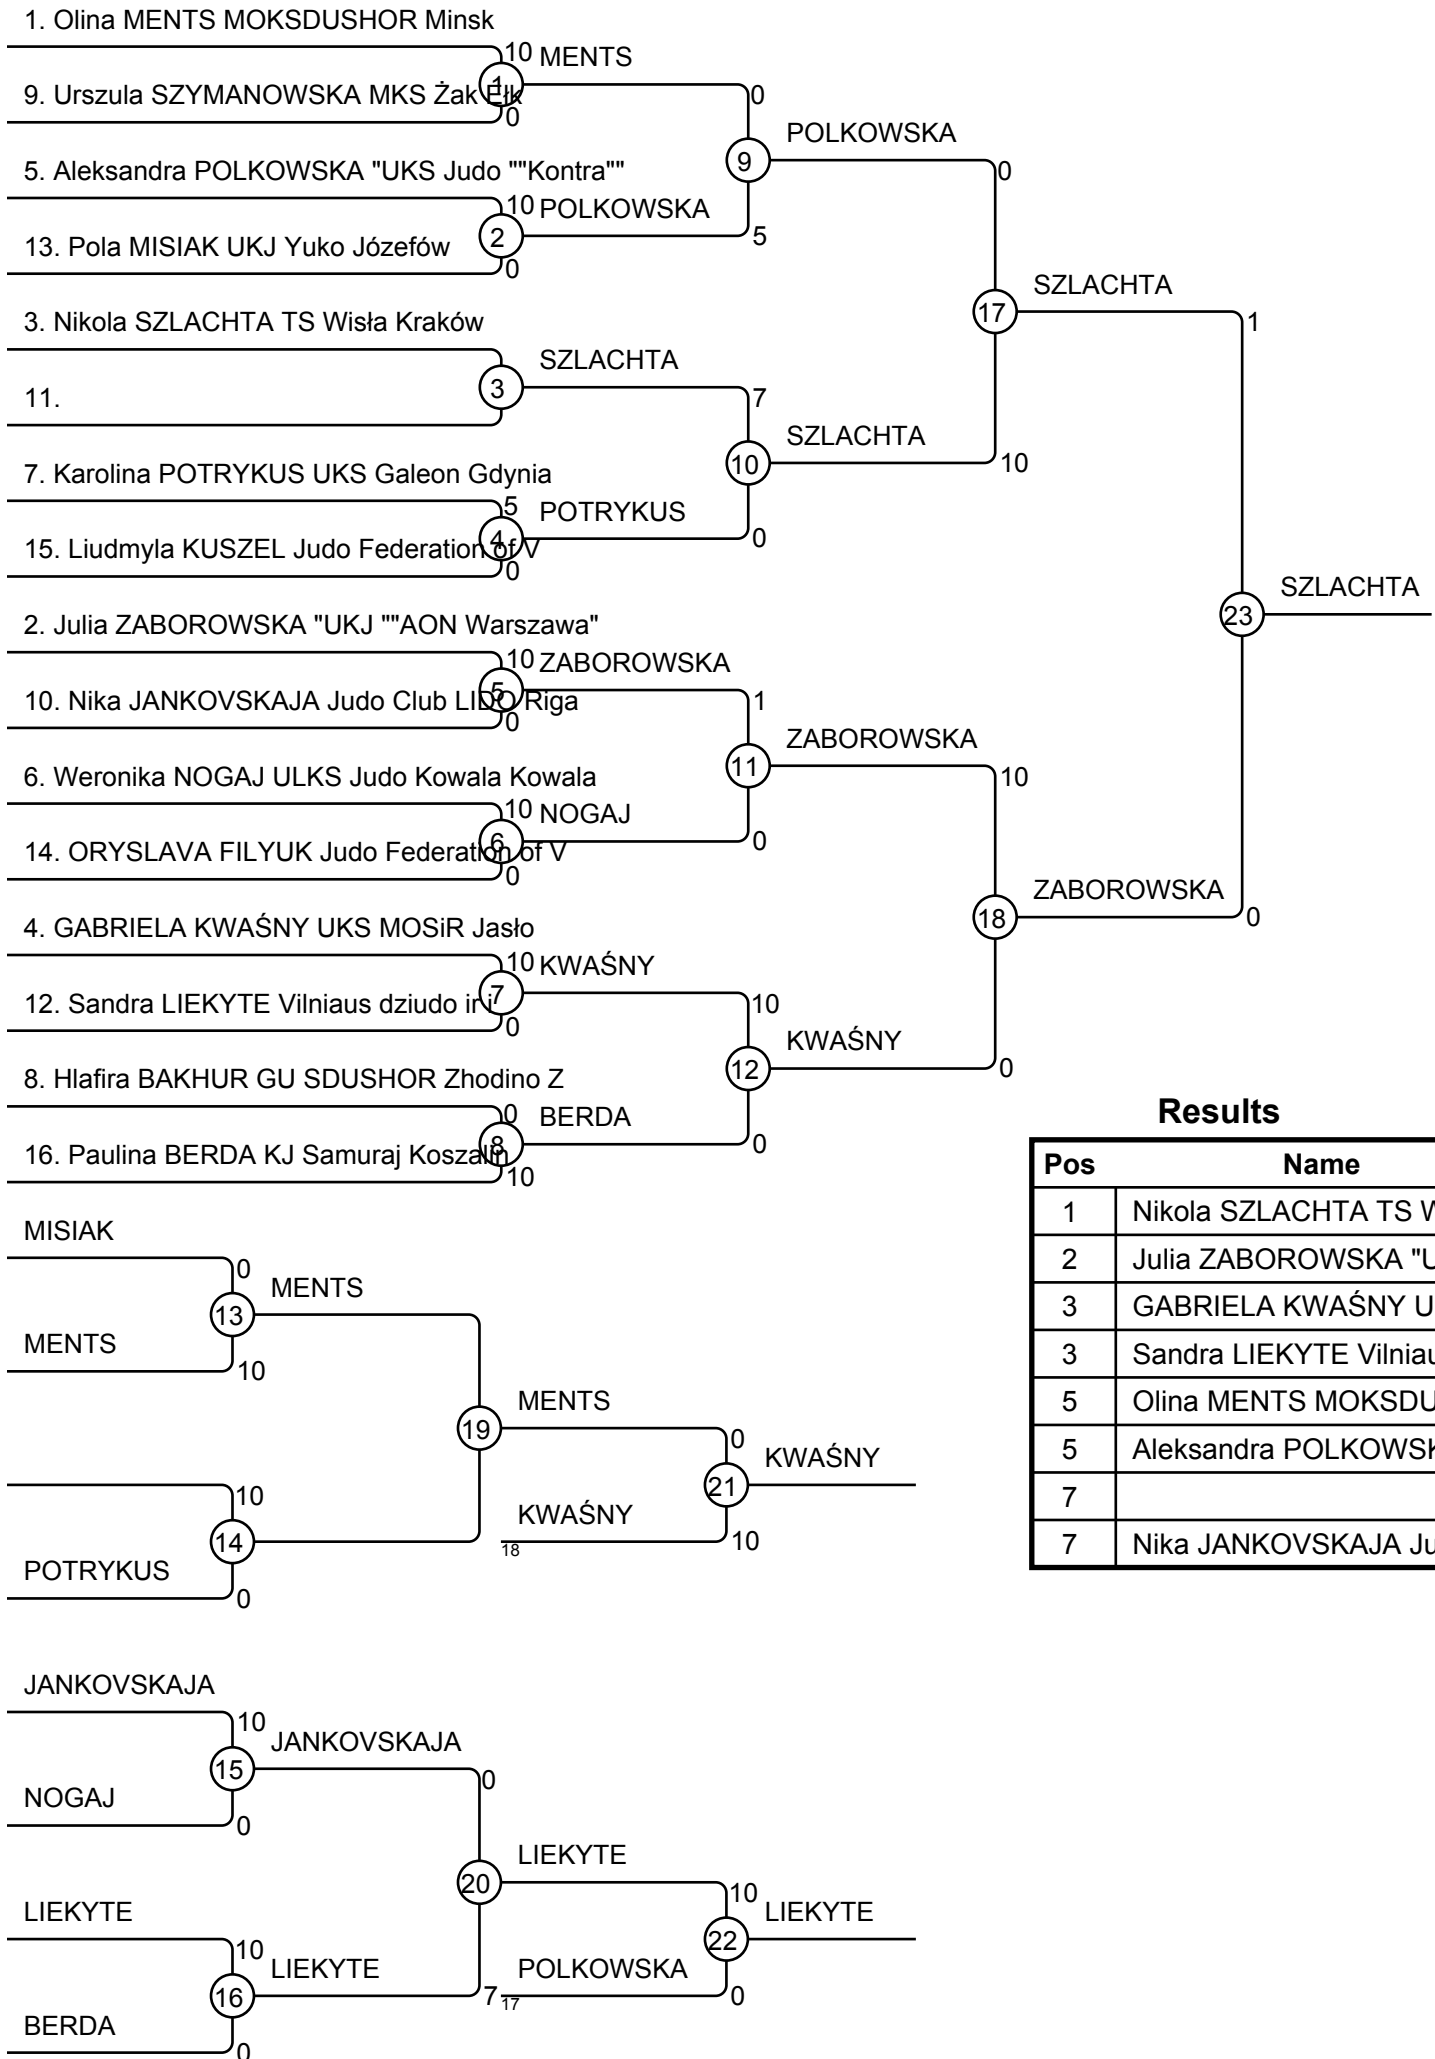 1. Olina MENTS MOKSDUSHOR Minsk
10 MENTS
1
9. Urszula SZYMANOWSKA MKS Żak Ełk
0
0
POLKOWSKA
9
0
5. Aleksandra POLKOWSKA "UKS Judo ""Kontra""
10 POLKOWSKA
2
5
13. Pola MISIAK UKJ Yuko Józefów
0
SZLACHTA
17
1
3. Nikola SZLACHTA TS Wisła Kraków
SZLACHTA
3
7
11.
SZLACHTA
10
10
7. Karolina POTRYKUS UKS Galeon Gdynia
5
POTRYKUS
4
0
15. Liudmyla KUSZEL Judo Federation of V
0
SZLACHTA
23
2. Julia ZABOROWSKA "UKJ ""AON Warszawa"
10 ZABOROWSKA
5
1
10. Nika JANKOVSKAJA Judo Club LIDO Riga
0
ZABOROWSKA
11
10
6. Weronika NOGAJ ULKS Judo Kowala Kowala
10 NOGAJ
6
0
14. ORYSLAVA FILYUK Judo Federation of V
0
ZABOROWSKA
18
0
4. GABRIELA KWAŚNY UKS MOSiR Jasło
10 KWAŚNY
7
10
12. Sandra LIEKYTE Vilniaus dziudo ir i
0
KWAŚNY
12
0
8. Hlafira BAKHUR GU SDUSHOR Zhodino Z
0
BERDA
8
0
16. Paulina BERDA KJ Samuraj Koszalin
10
Results
Pos Name
1 Nikola SZLACHTA TS W
2 Julia ZABOROWSKA "U
3 GABRIELA KWAŚNY U
3 Sandra LIEKYTE Vilniau
5 Olina MENTS MOKSDU
5 Aleksandra POLKOWSK
7
7 Nika JANKOVSKAJA Ju
MISIAK
0
MENTS
13
MENTS
10
MENTS
19
0
KWAŚNY
21
10
KWAŚNY
18
10
14
POTRYKUS
0
JANKOVSKAJA
10
JANKOVSKAJA
15
0
NOGAJ
0
LIEKYTE
20
10
LIEKYTE
22
LIEKYTE
10
LIEKYTE
16
7
POLKOWSKA
17
0
BERDA
0